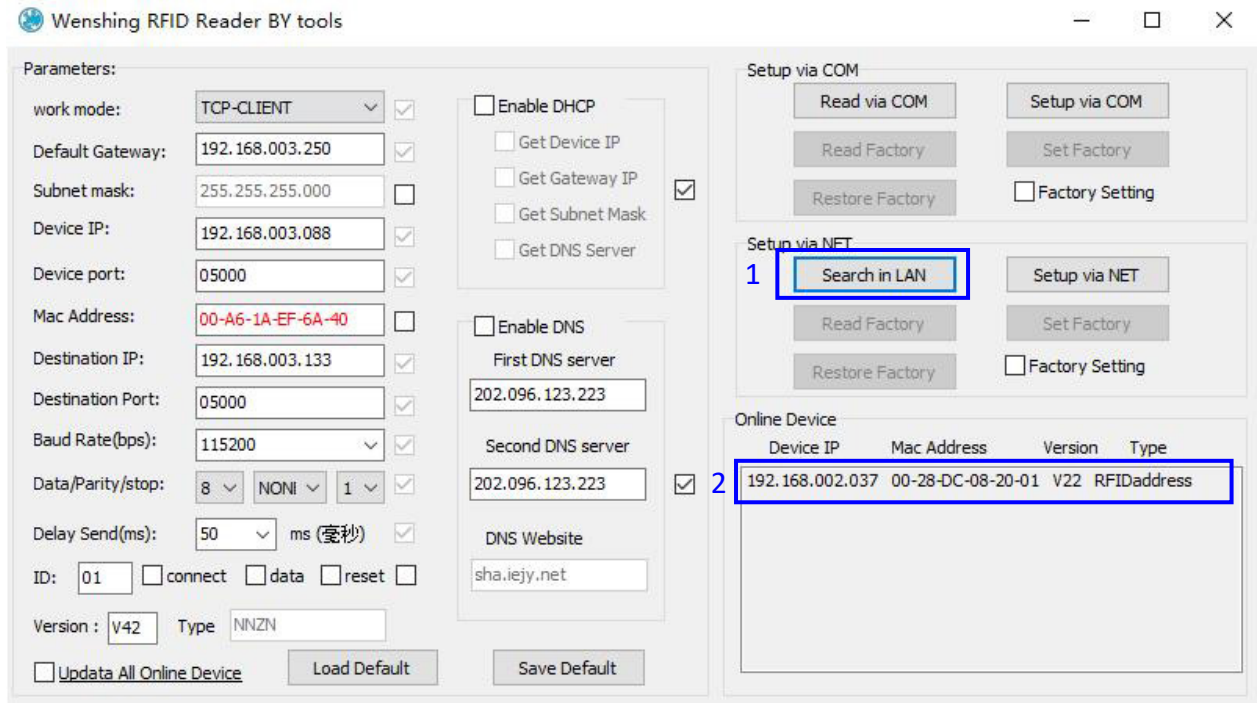 Wenshing RFID Reader BY tools
Parameters:
work mode: TCP-CLIENT
Default Gateway: 192.168.003.250
Subnet mask: 255.255.255.000
Device IP: 192.168.003.088
Device port: 05000
Mac Address: 00-A6-1A-EF-6A-40
Destination IP: 192.168.003.133
Destination Port: 05000
Baud Rate(bps): 115200
Data/Parity/stop: 8 NONI 1
Delay Send(ms): 50 ms (毫秒)
ID: 01 connect data reset
Version : V42 Type NNZN
Updata All Online Device Load Default Save Default
Enable DHCP
Get Device IP
Get Gateway IP
Get Subnet Mask
Get DNS Server
Enable DNS
First DNS server
202.096.123.223
Second DNS server
202.096.123.223
DNS Website
sha.iejy.net
Setup via COM
Read via COM Setup via COM
Read Factory Set Factory
Restore Factory Factory Setting
Setup via NET
1 Search in LAN Setup via NET
Read Factory Set Factory
Restore Factory Factory Setting
Online Device
Device IP Mac Address Version Type
2 192.168.002.037 00-28-DC-08-20-01 V22 RFIDaddress